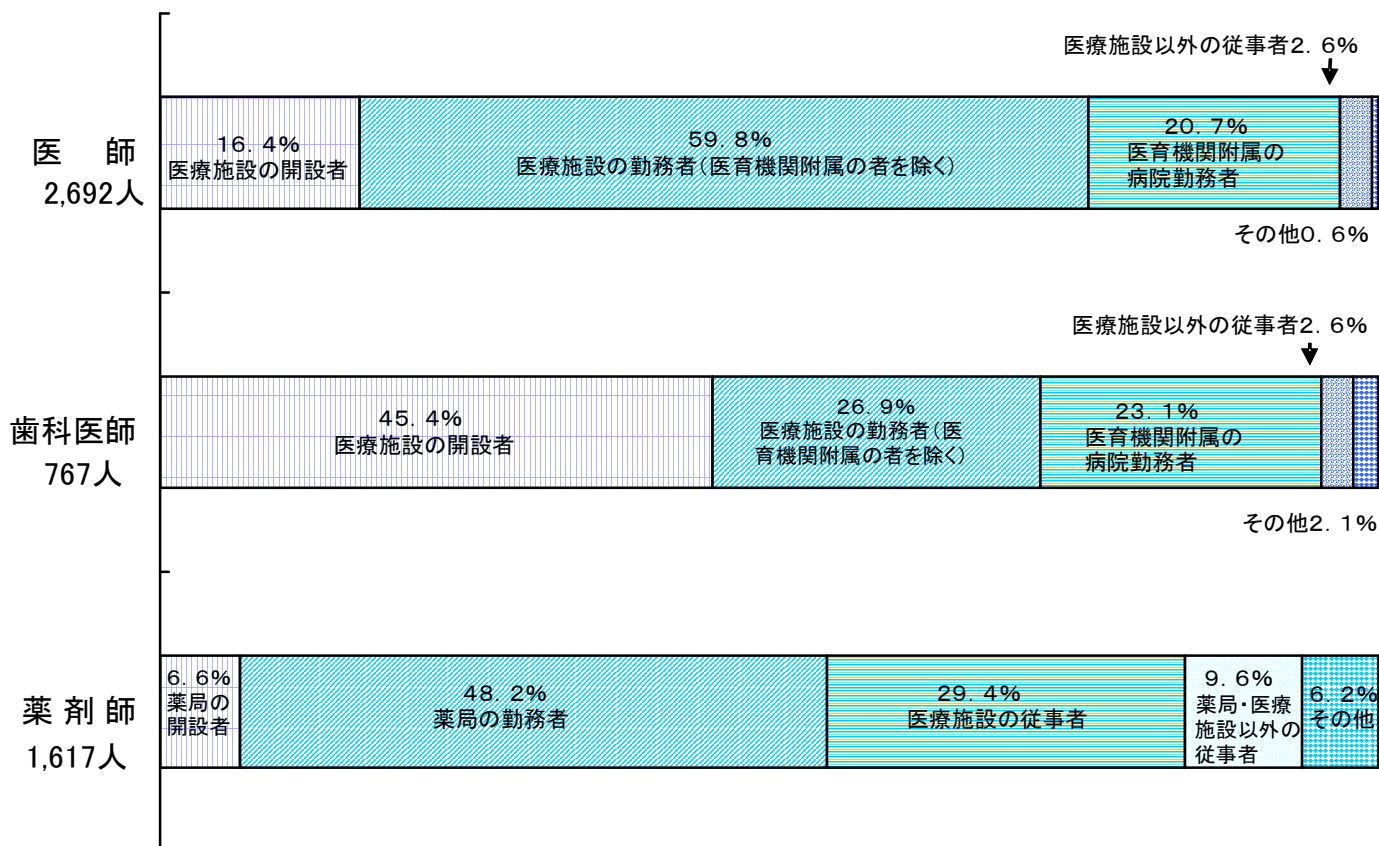 医療施設以外の従事者2．6%
医　師
2,692人
16．4%
医療施設の開設者
59．8%
医療施設の勤務者（医育機関附属の者を除く）
20．7%
医育機関附属の
病院勤務者
その他0．6%
医療施設以外の従事者2．6%
歯科医師
767人
45．4%
医療施設の開設者
26．9%
医療施設の勤務者（医
育機関附属の者を除く）
23．1%
医育機関附属の
病院勤務者
その他2．1%
薬 剤 師
1,617人
6．6%
薬局の
開設者
48．2%
薬局の勤務者
29．4%
医療施設の従事者
9．6%
薬局・医療
施設以外の
従事者
6．2%
その他